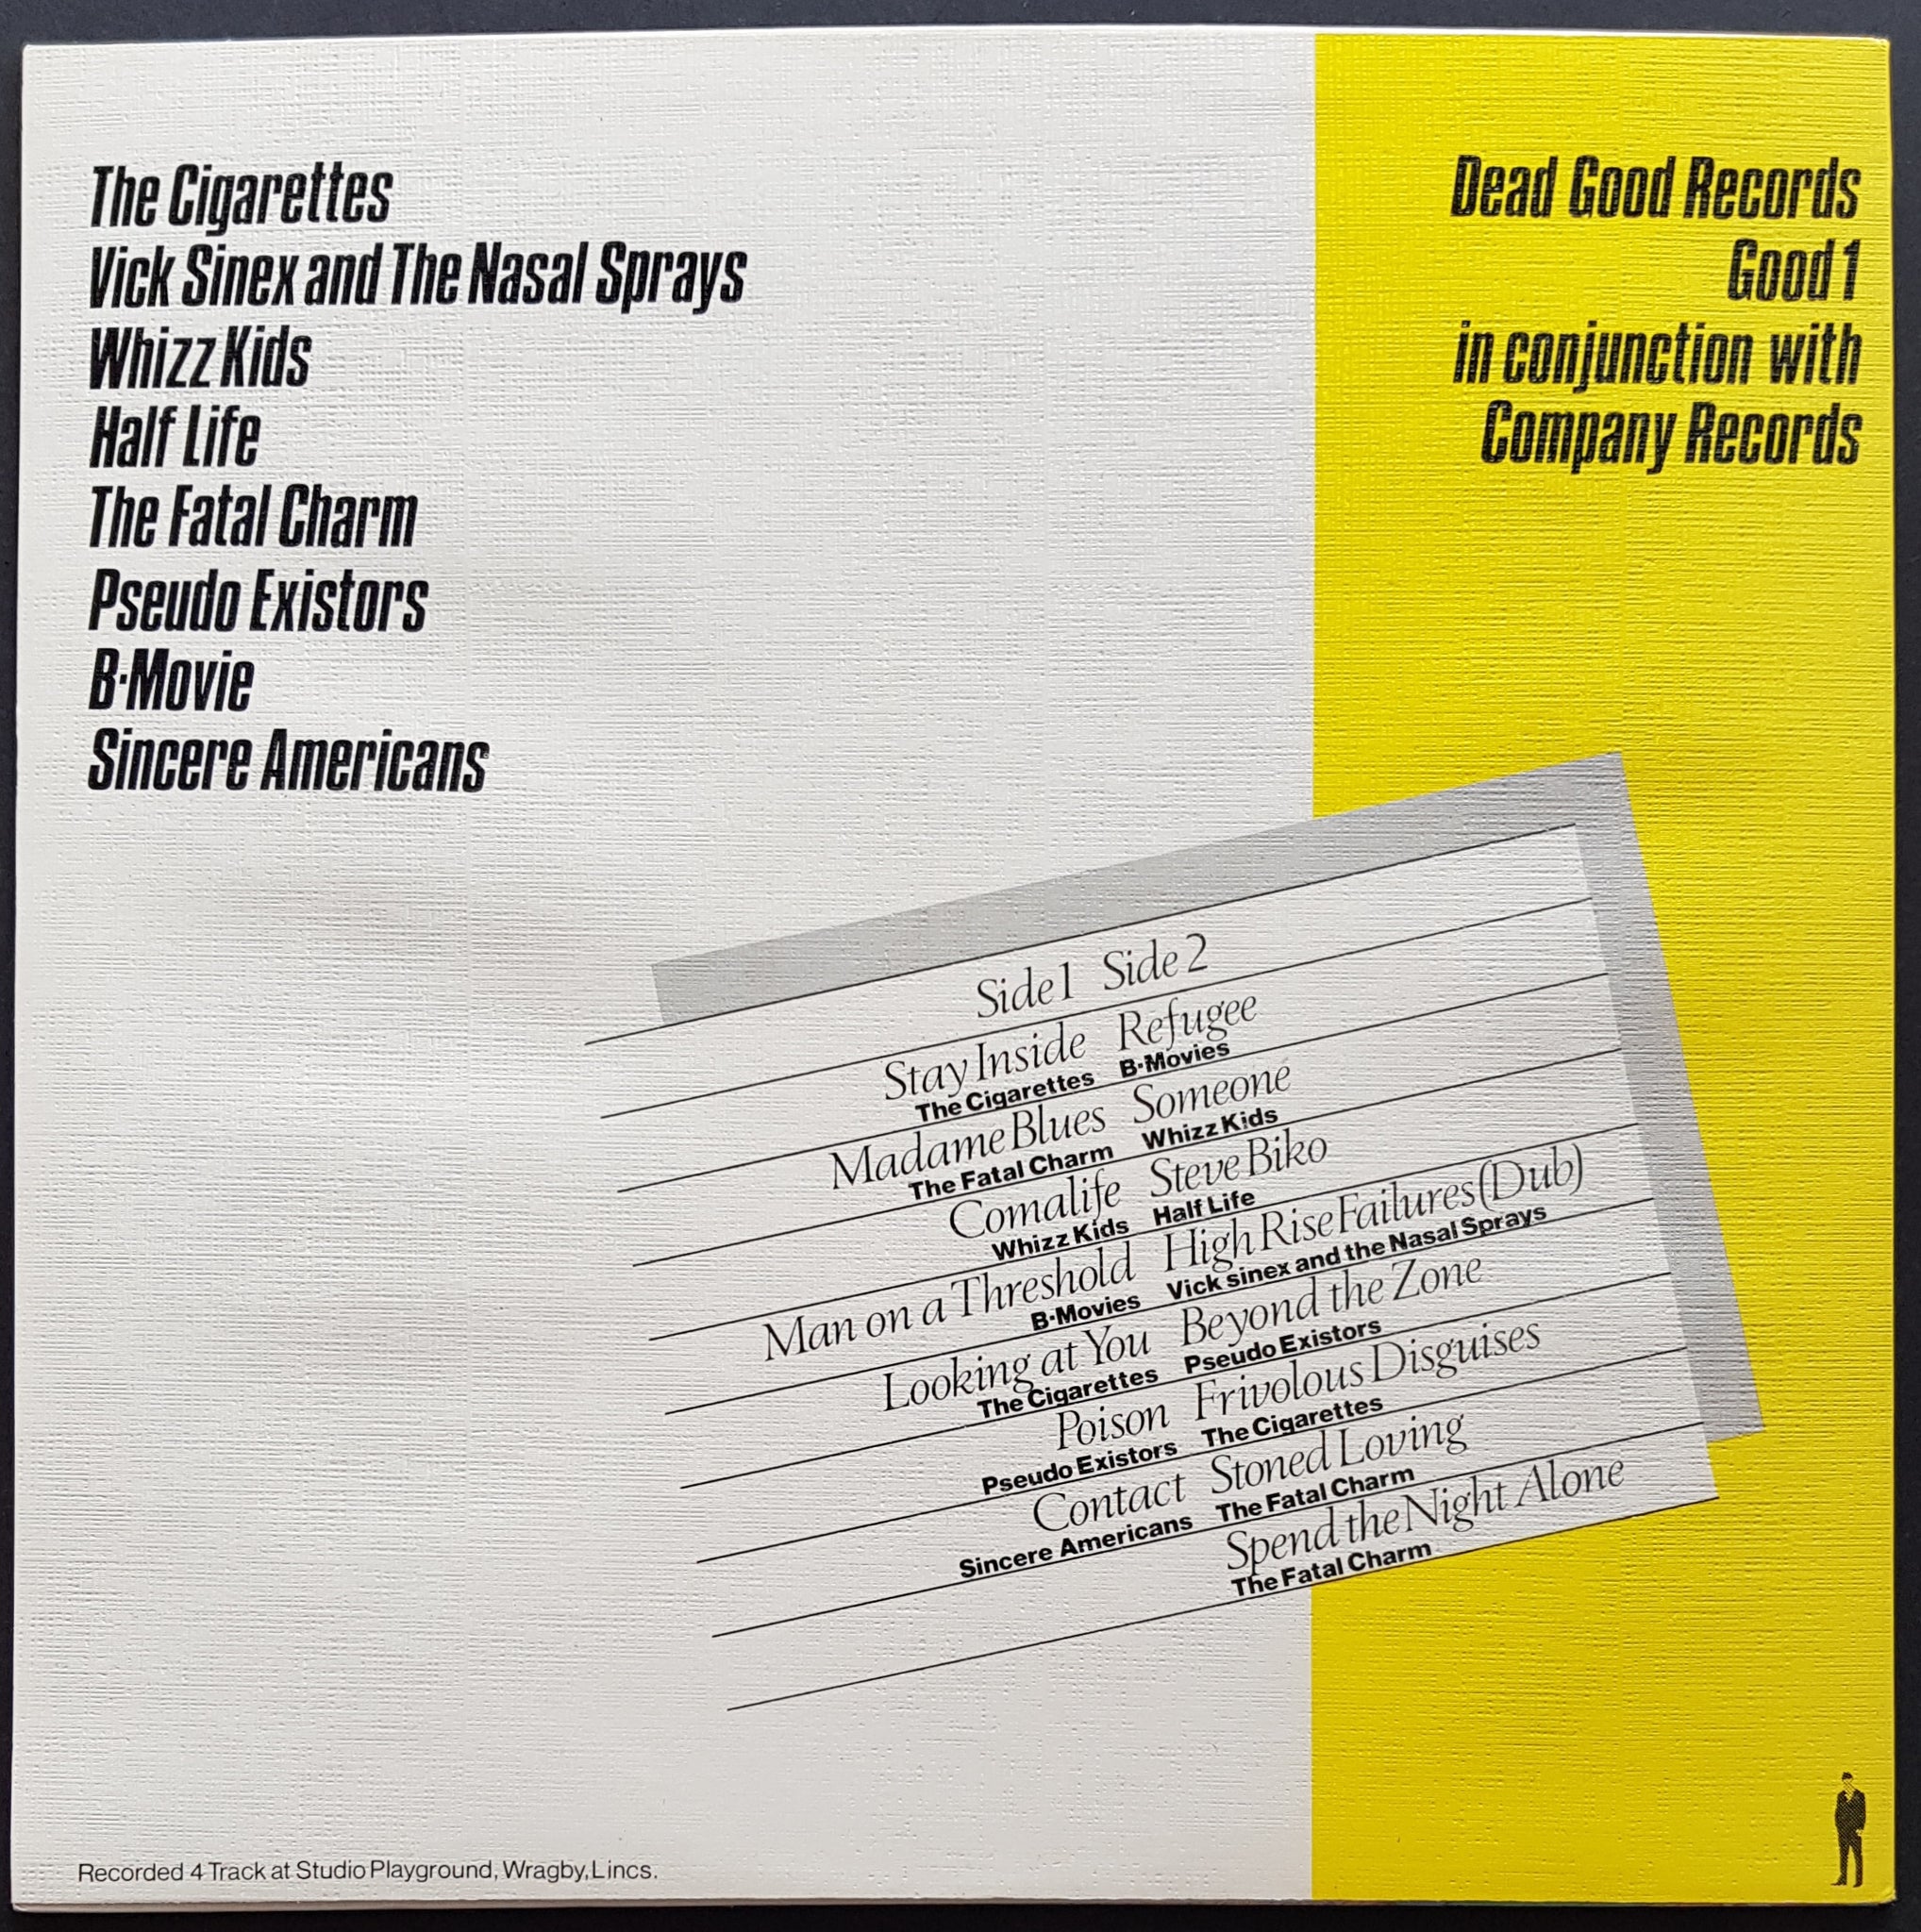 The Cigarettes
Vick Sinex and The Nasal Sprays
Whizz Kids
Half Life
The Fatal Charm
Pseudo Existors
B·Movie
Sincere Americans
Dead Good Records
Good 1
in conjunction with
Company Records
Side 1 Side 2
Stay Inside Refugee
The Cigarettes B·Movies
Madame Blues Someone
The Fatal Charm Whizz Kids
Comalife Steve Biko
Whizz Kids Half Life
Man on a Threshold High Rise Failures (Dub)
B·Movies Vick sinex and the Nasal Sprays
Looking at You Beyond the Zone
The Cigarettes Pseudo Existors
Poison Frivolous Disguises
Pseudo Existors The Cigarettes
Contact Stoned Loving
Sincere Americans The Fatal Charm
Spend the Night Alone
The Fatal Charm
Recorded 4 Track at Studio Playground, Wragby, Lincs.